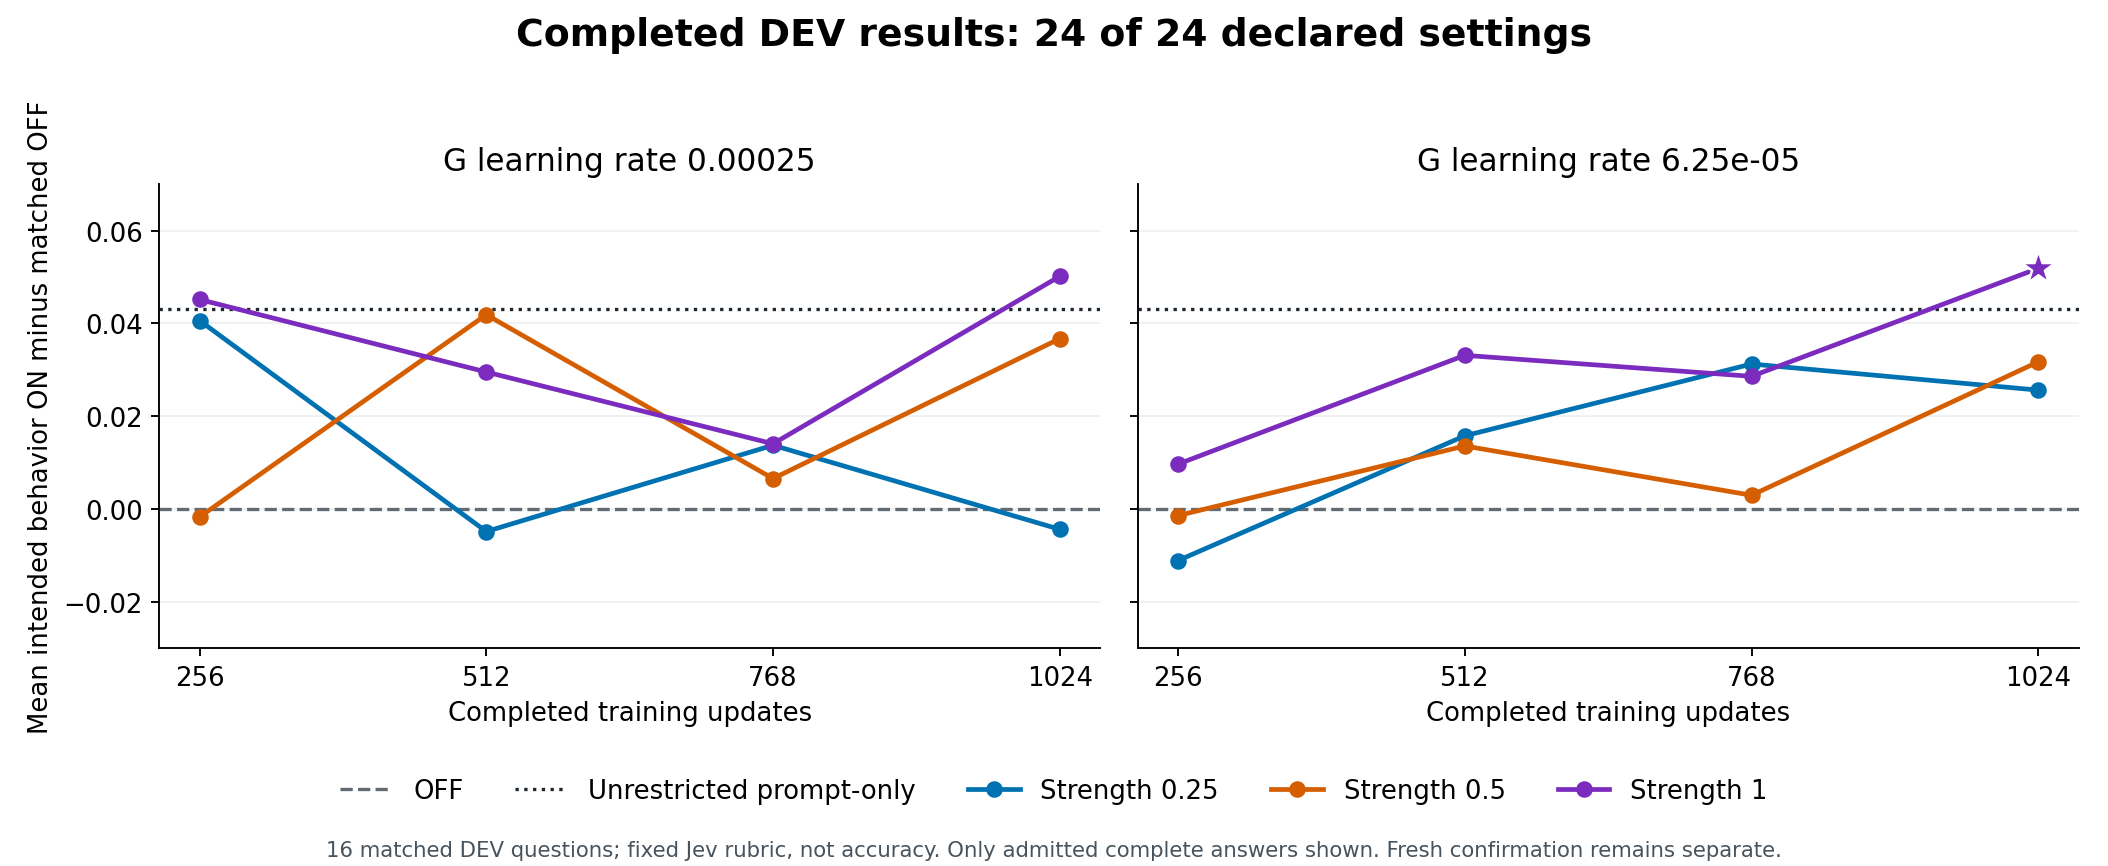 Completed DEV results: 24 of 24 declared settings
Mean intended behavior ON minus matched OFF
G learning rate 0.00025
0.06
0.04
0.02
0.00
−0.02
256 512 768 1024
Completed training updates
G learning rate 6.25e-05
256 512 768 1024
Completed training updates
OFF Unrestricted prompt-only Strength 0.25 Strength 0.5 Strength 1
16 matched DEV questions; fixed Jev rubric, not accuracy. Only admitted complete answers shown. Fresh confirmation remains separate.